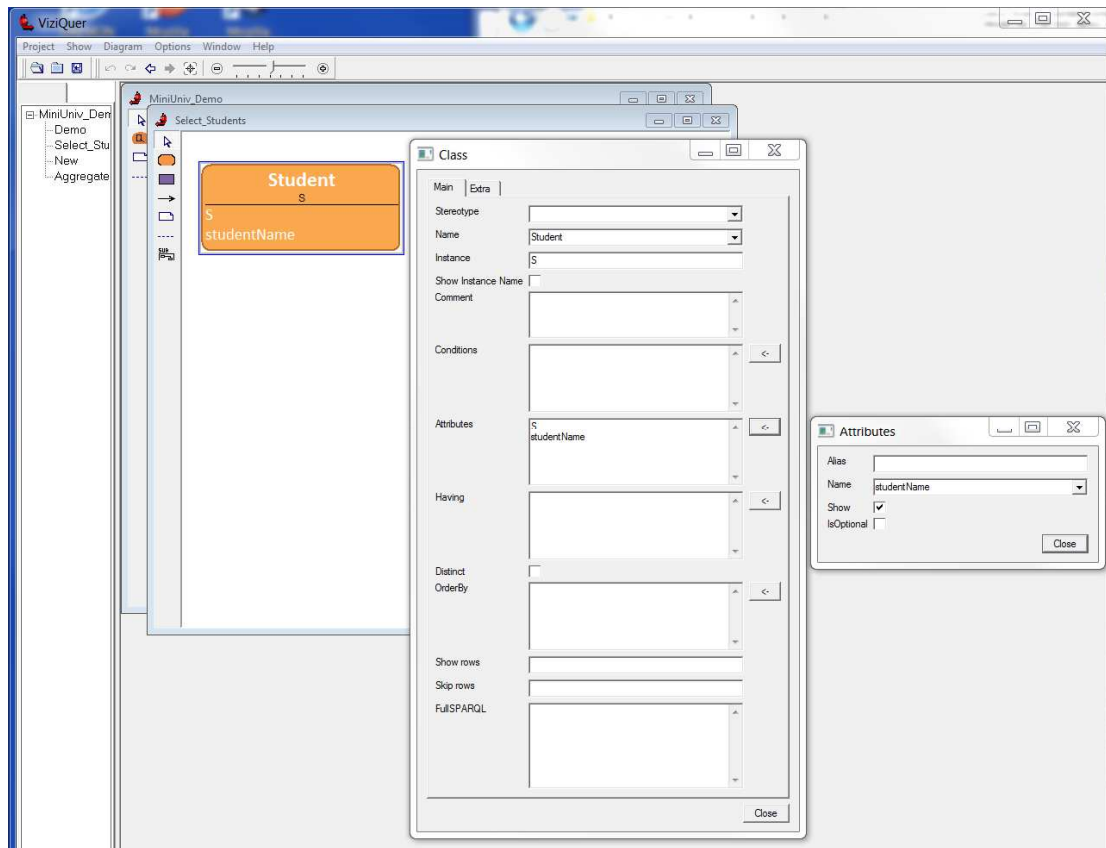 ViziQuer
Project Show Diagram Options Window Help
MiniUniv_Den
Demo
Select_Stu
New
Aggregate
MiniUniv_Demo
Select_Students
Student
S
S
studentName
Class
Main Extra
Stereotype
Name Student
Instance S
Show Instance Name
Comment
Conditions <-
Attributes S <-
studentName
Having <-
Distinct
OrderBy <-
Show rows
Skip rows
FullSPARQL
Close
Attributes
Alias
Name studentName
Show
IsOptional
Close